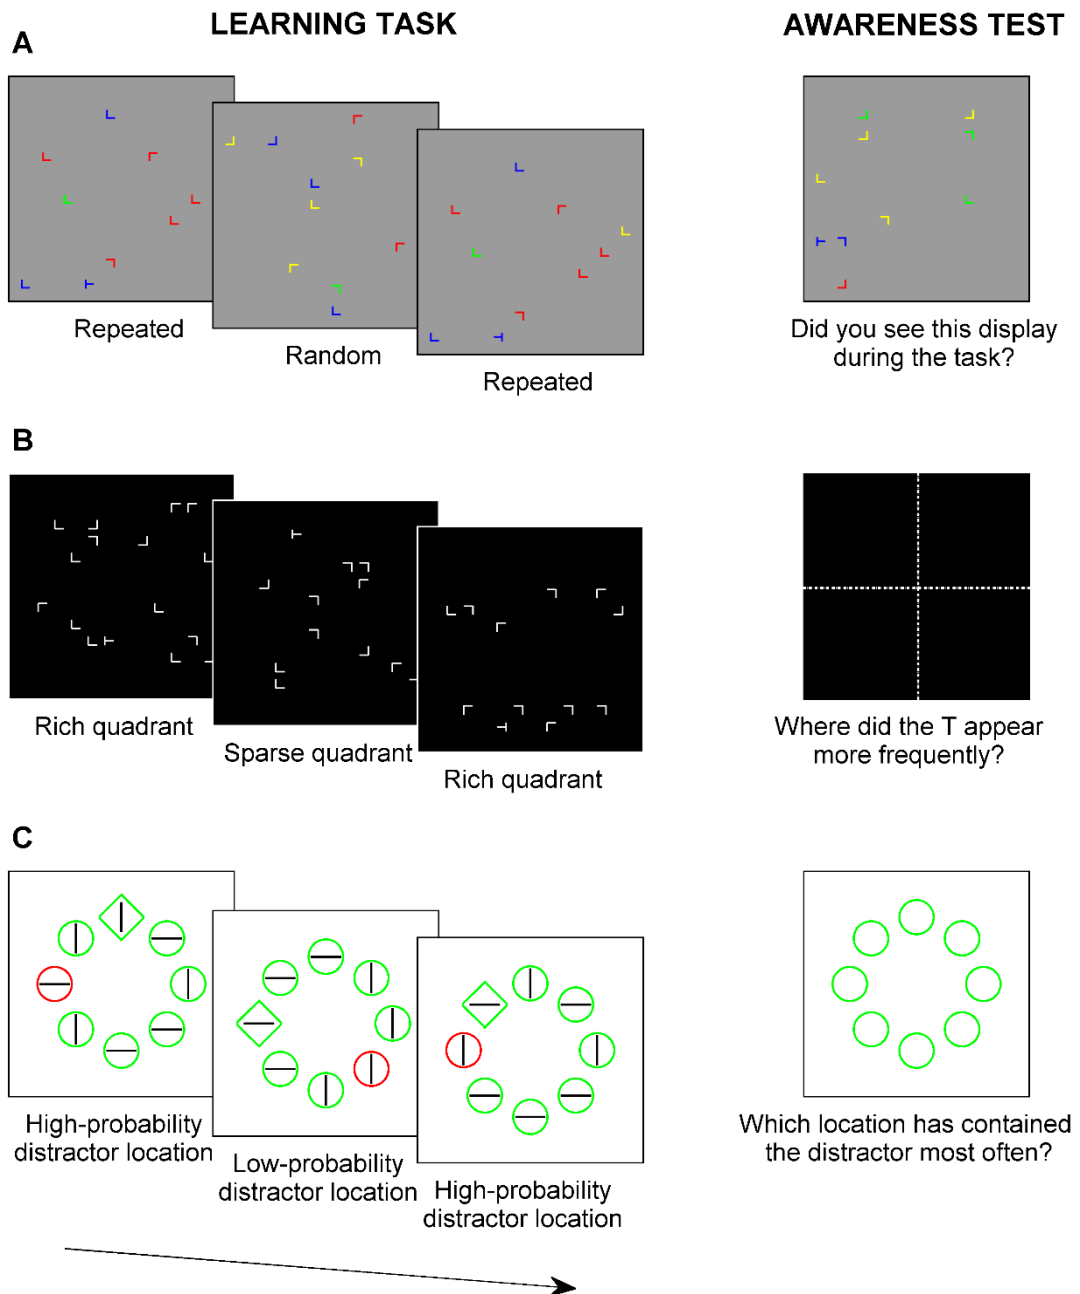 LEARNING TASK
AWARENESS TEST
A
Repeated
Random
Repeated
Did you see this display
during the task?
B
Rich quadrant
Sparse quadrant
Rich quadrant
Where did the T appear
more frequently?
C
High-probability
distractor location
Low-probability
distractor location
High-probability
distractor location
Which location has contained
the distractor most often?